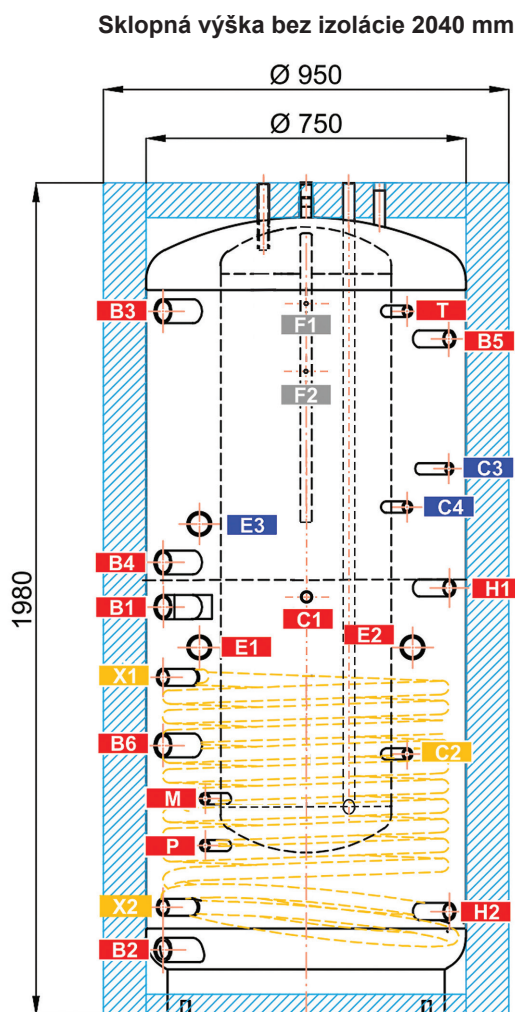 Sklopná výška bez izolácie 2040 mm
Ø 950
Ø 750
B3
F1
T
B5
F2
C3
C4
E3
B4
1980
H1
B1
C1
E1
E2
X1
B6
C2
M
P
X2
H2
B2